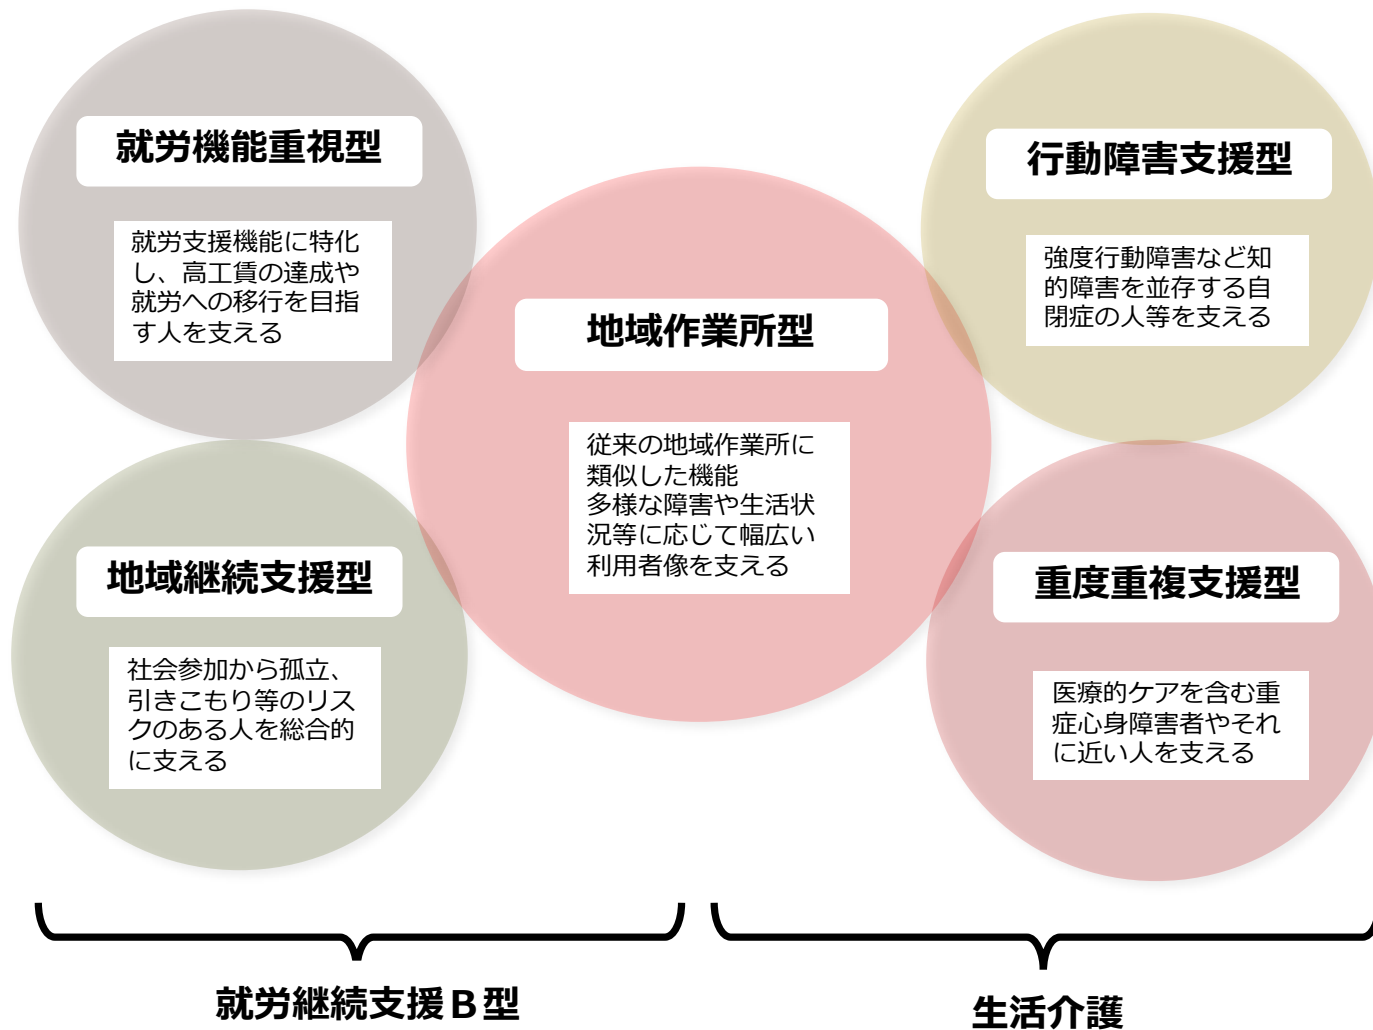 就労機能重視型
就労支援機能に特化
し、高工賃の達成や
就労への移行を目指
す人を支える
地域継続支援型
社会参加から孤立、
引きこもり等のリス
クのある人を総合的
に支える
地域作業所型
従来の地域作業所に
類似した機能
多様な障害や生活状
況等に応じて幅広い
利用者像を支える
行動障害支援型
強度行動障害など知
的障害を並存する自
閉症の人等を支える
重度重複支援型
医療的ケアを含む重
症心身障害者やそれ
に近い人を支える
就労継続支援Ｂ型
生活介護